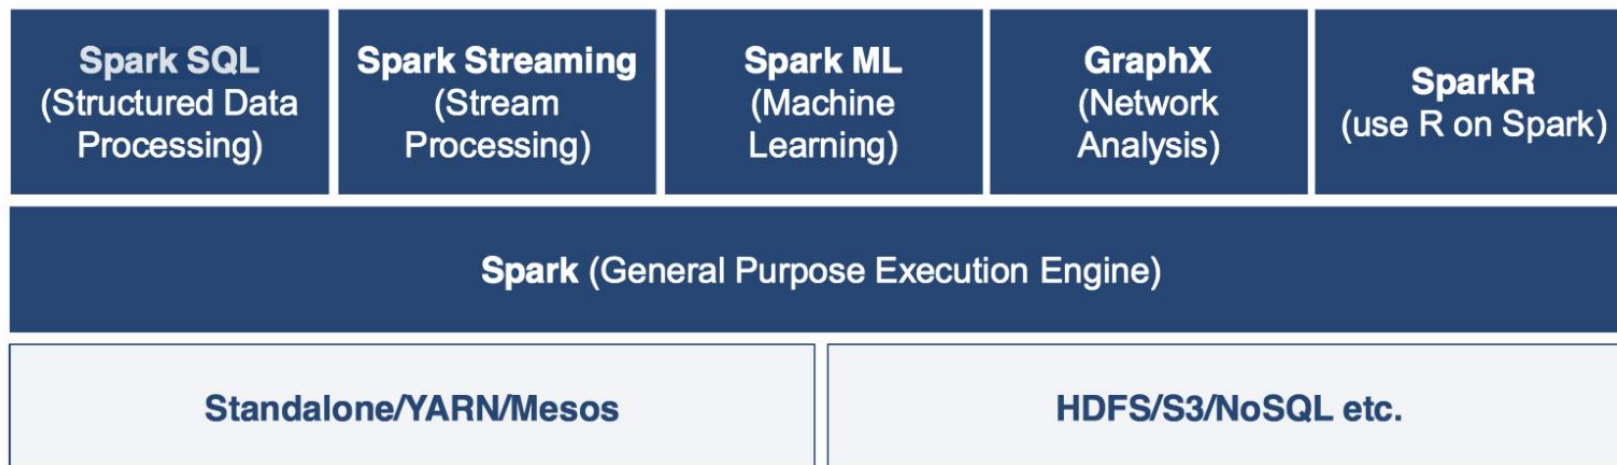 Spark SQL
(Structured Data
Processing)
Spark Streaming
(Stream
Processing)
Spark ML
(Machine
Learning)
GraphX
(Network
Analysis)
SparkR
(use R on Spark)
Spark (General Purpose Execution Engine)
Standalone/YARN/Mesos
HDFS/S3/NoSQL etc.